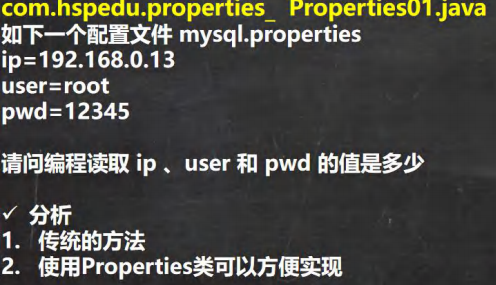 com.hspedu.properties_ Properties01.java
如下一个配置文件 mysql.properties
ip=192.168.0.13
user=root
pwd=12345
请问编程读取 ip 、user 和 pwd 的值是多少
✓ 分析
1. 传统的方法
2. 使用Properties类可以方便实现